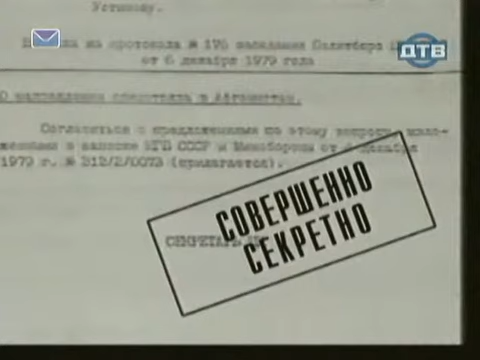 Устинову.
ДТВ
из протокола № 176 заседания Политбюро
от 6 декабря 1979 года
О направлении спецотряда в Афганистан.
Согласиться с предложениями по этому вопросу, изло-
женными в записке КГБ СССР и Минобороны от 4 декабря
1979 г. № 312/2/0073 (прилагается).
СЕКРЕТАРЬ ЦК
СОВЕРШЕННО
СЕКРЕТНО